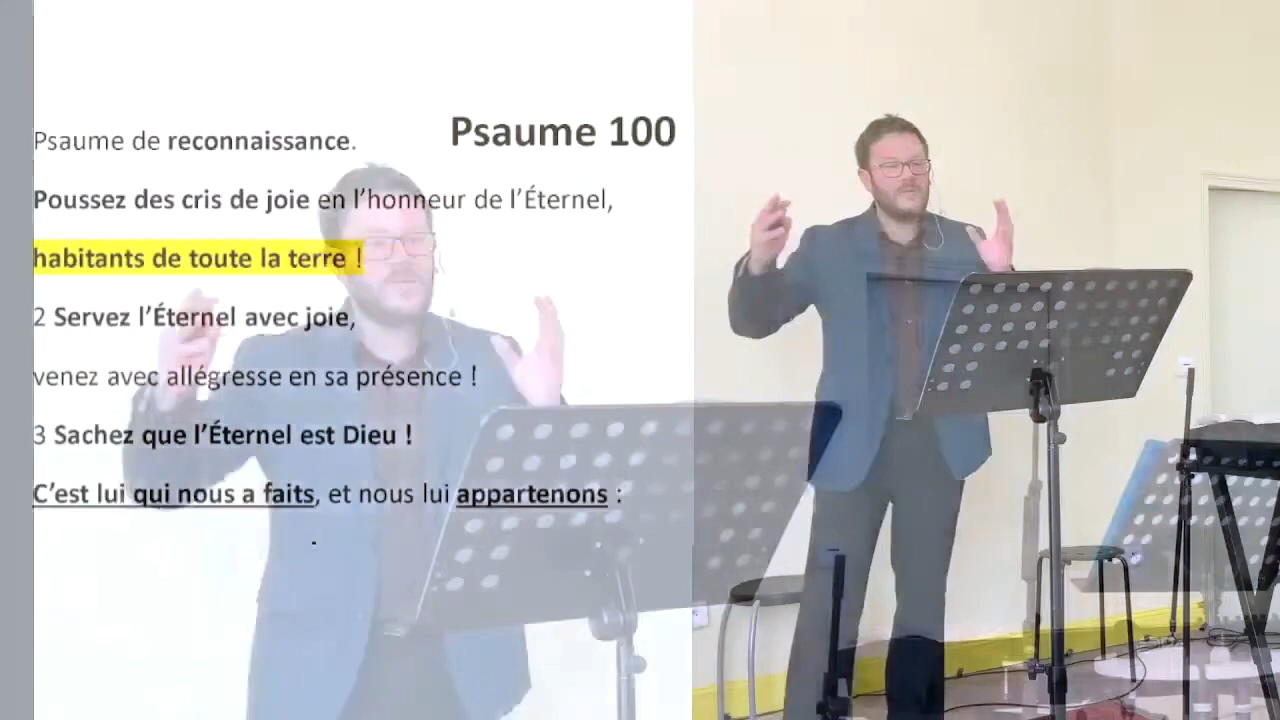 Psaume 100
Psaume de reconnaissance.
Poussez des cris de joie en l’honneur de l’Éternel,
habitants de toute la terre !
2 Servez l’Éternel avec joie,
venez avec allégresse en sa présence !
3 Sachez que l’Éternel est Dieu !
C’est lui qui nous a faits, et nous lui appartenons :